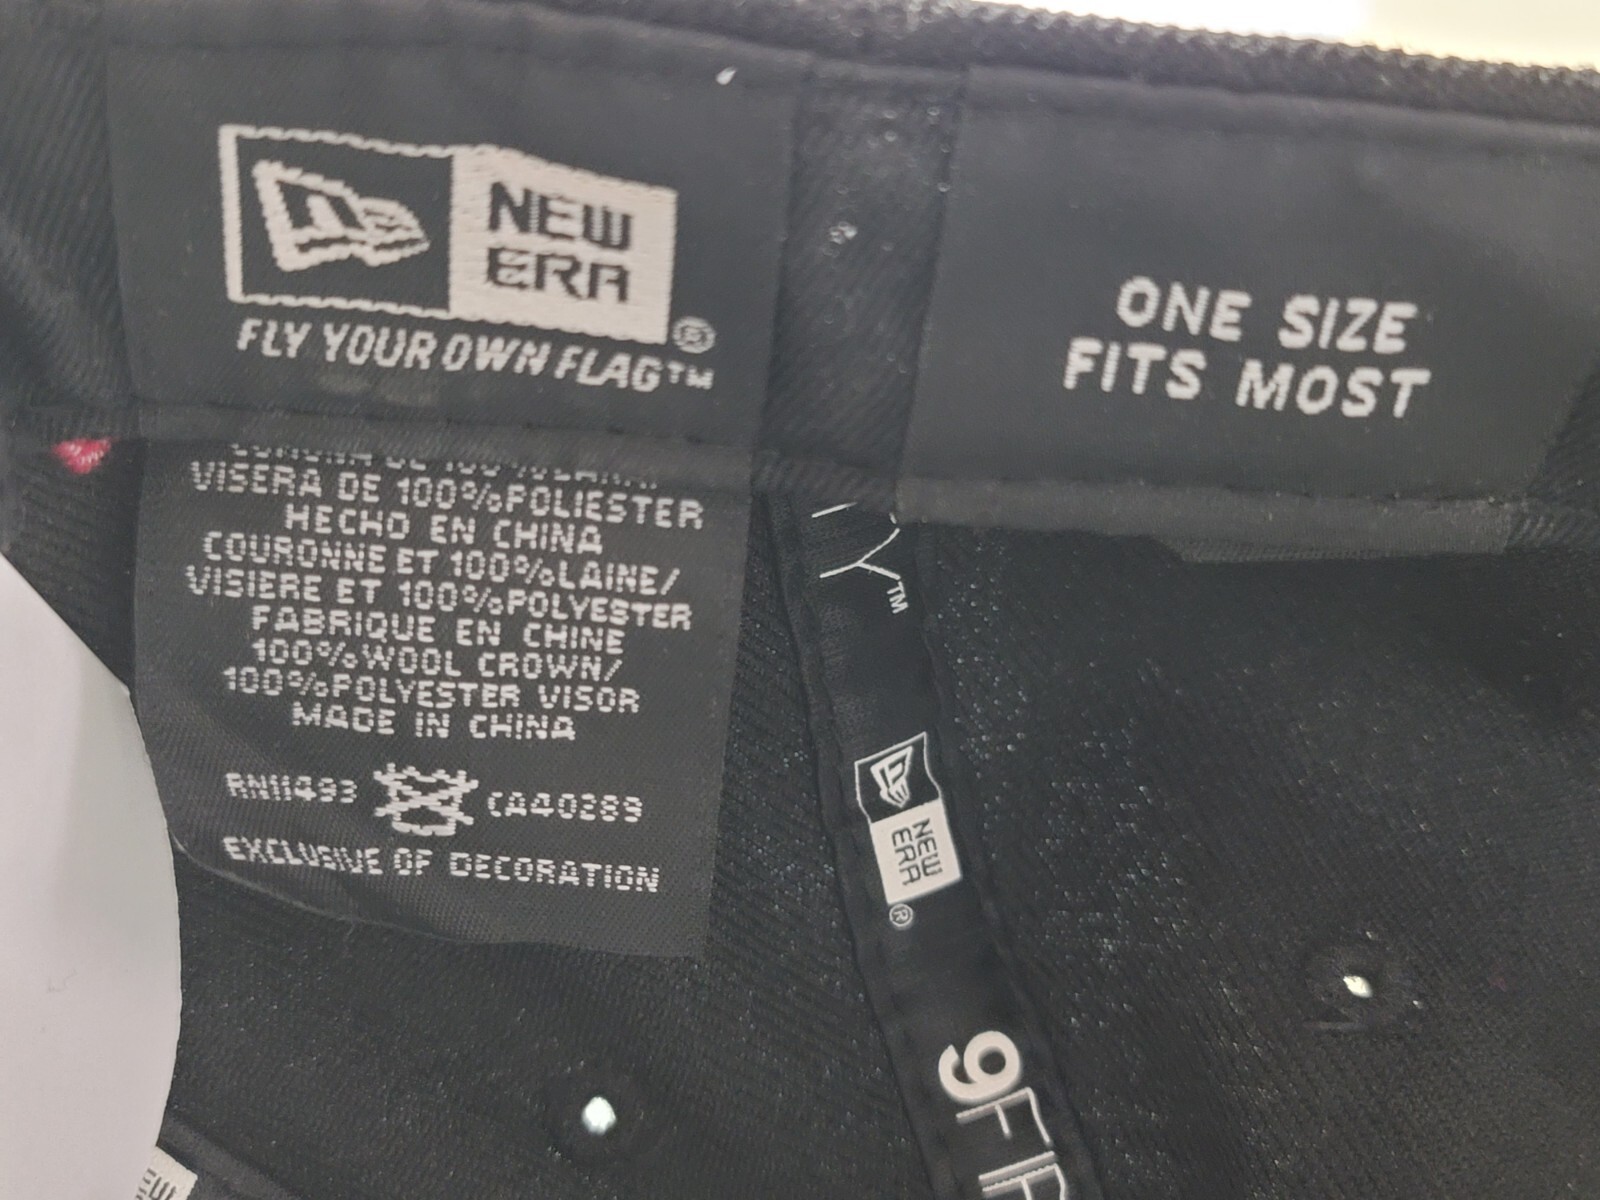 NEW
ERA
®
FLY YOUR OWN FLAG™
ONE SIZE
FITS MOST
VISERA DE 100%POLIESTER
HECHO EN CHINA
COURONNE ET 100%LAINE/
VISIERE ET 100%POLYESTER
FABRIQUE EN CHINE
100%WOOL CROWN/
100%POLYESTER VISOR
MADE IN CHINA
RN11493 CA40289
EXCLUSIVE OF DECORATION
Y™
NEW
ERA
®
9FI